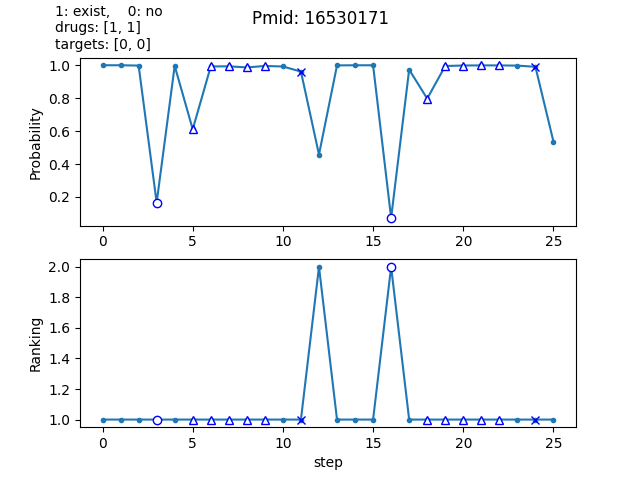 1: exist,    0: no
drugs: [1, 1]
targets: [0, 0]
Pmid: 16530171
Probability
1.0
0.8
0.6
0.4
0.2
0 5 10 15 20 25
Ranking
2.0
1.8
1.6
1.4
1.2
1.0
0 5 10 15 20 25
step